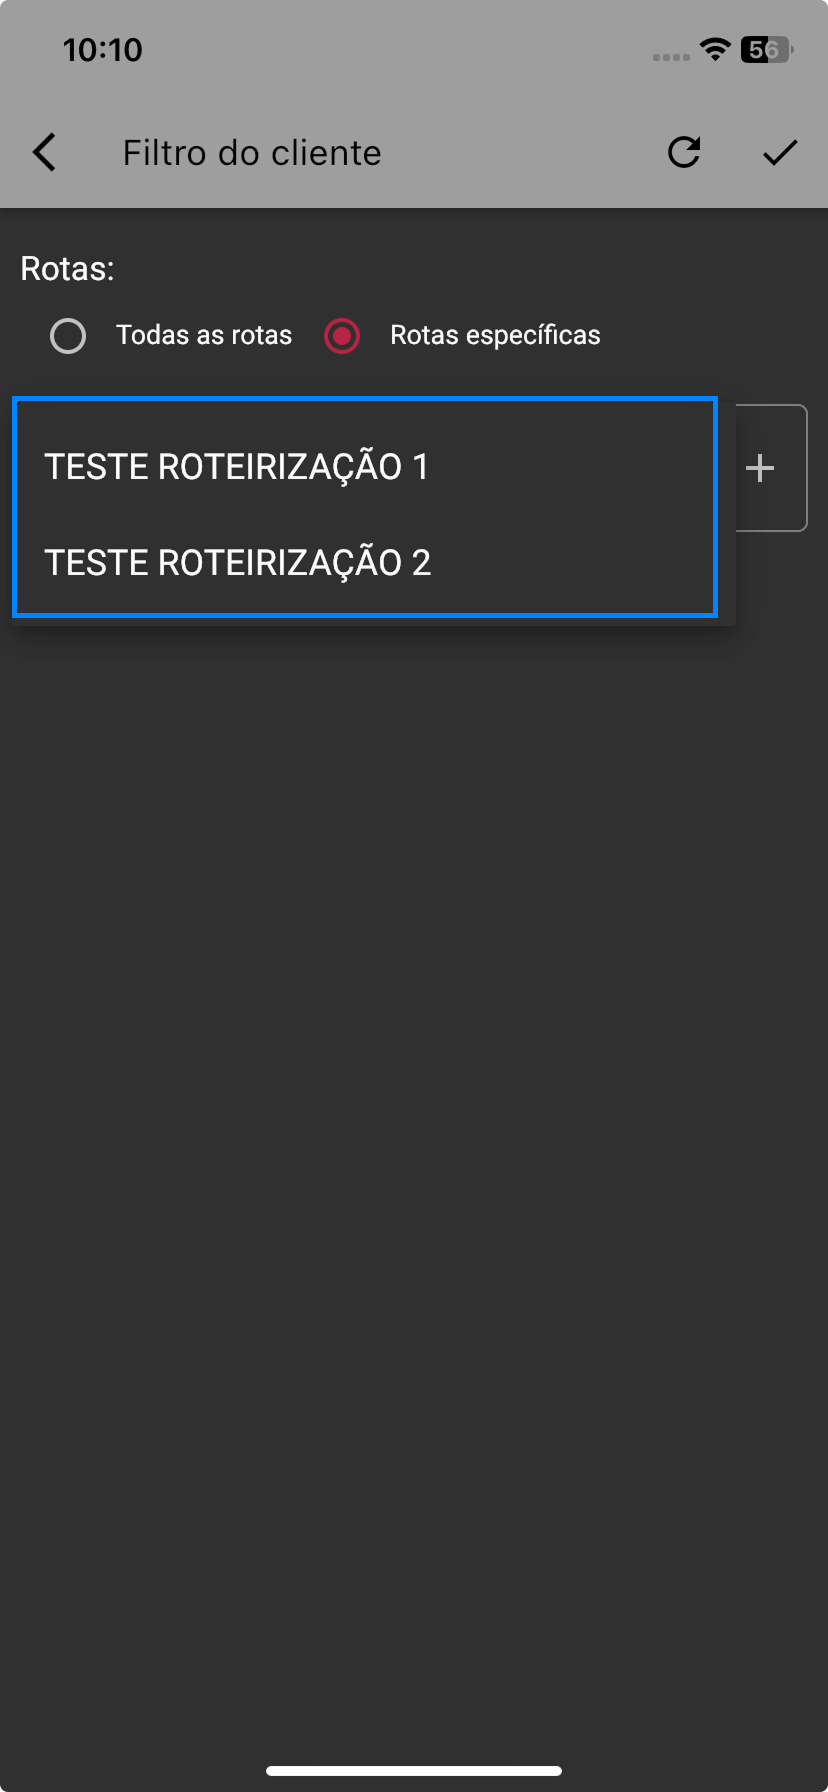 10:10
56
Filtro do cliente
Rotas:
Todas as rotas Rotas específicas
TESTE ROTEIRIZAÇÃO 1
TESTE ROTEIRIZAÇÃO 2